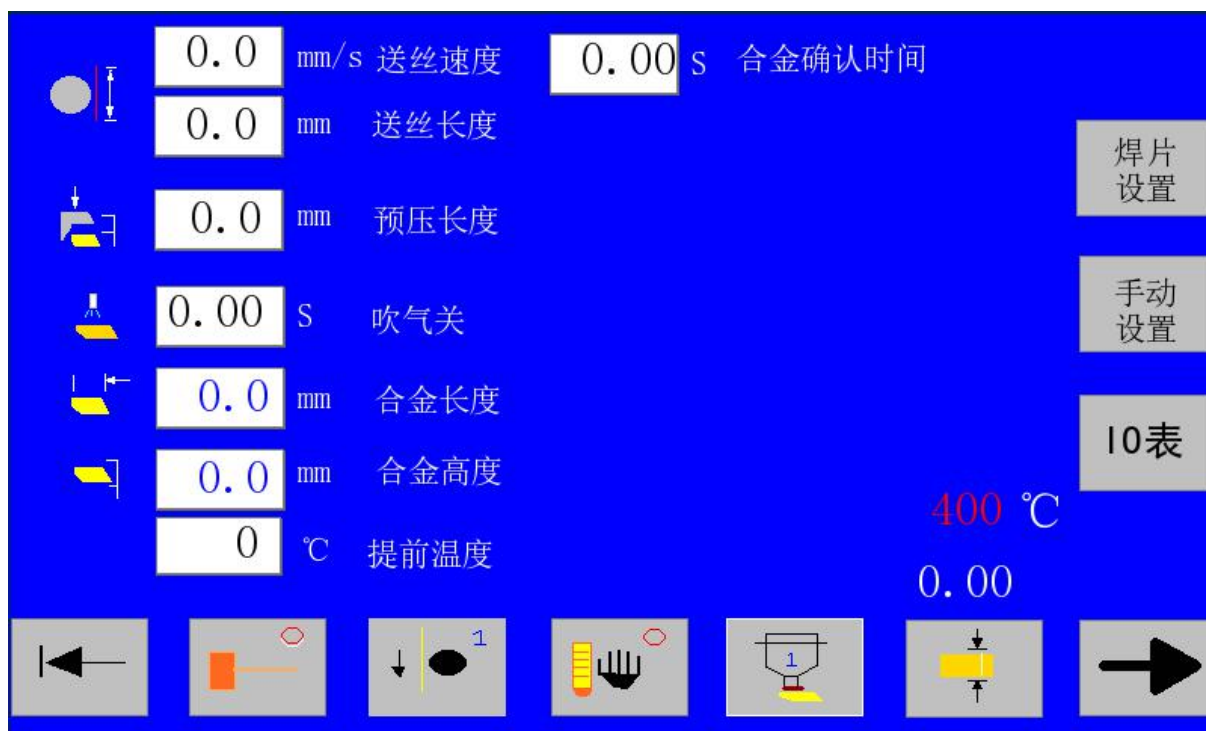 0.0 mm/s 送丝速度 0.00 S 合金确认时间
0.0 mm 送丝长度
焊片
设置
0.0 mm 预压长度
手动
设置
0.00 S 吹气关
0.0 mm 合金长度
IO表
0.0 mm 合金高度
400 ℃
0 ℃ 提前温度
0.00
1
1